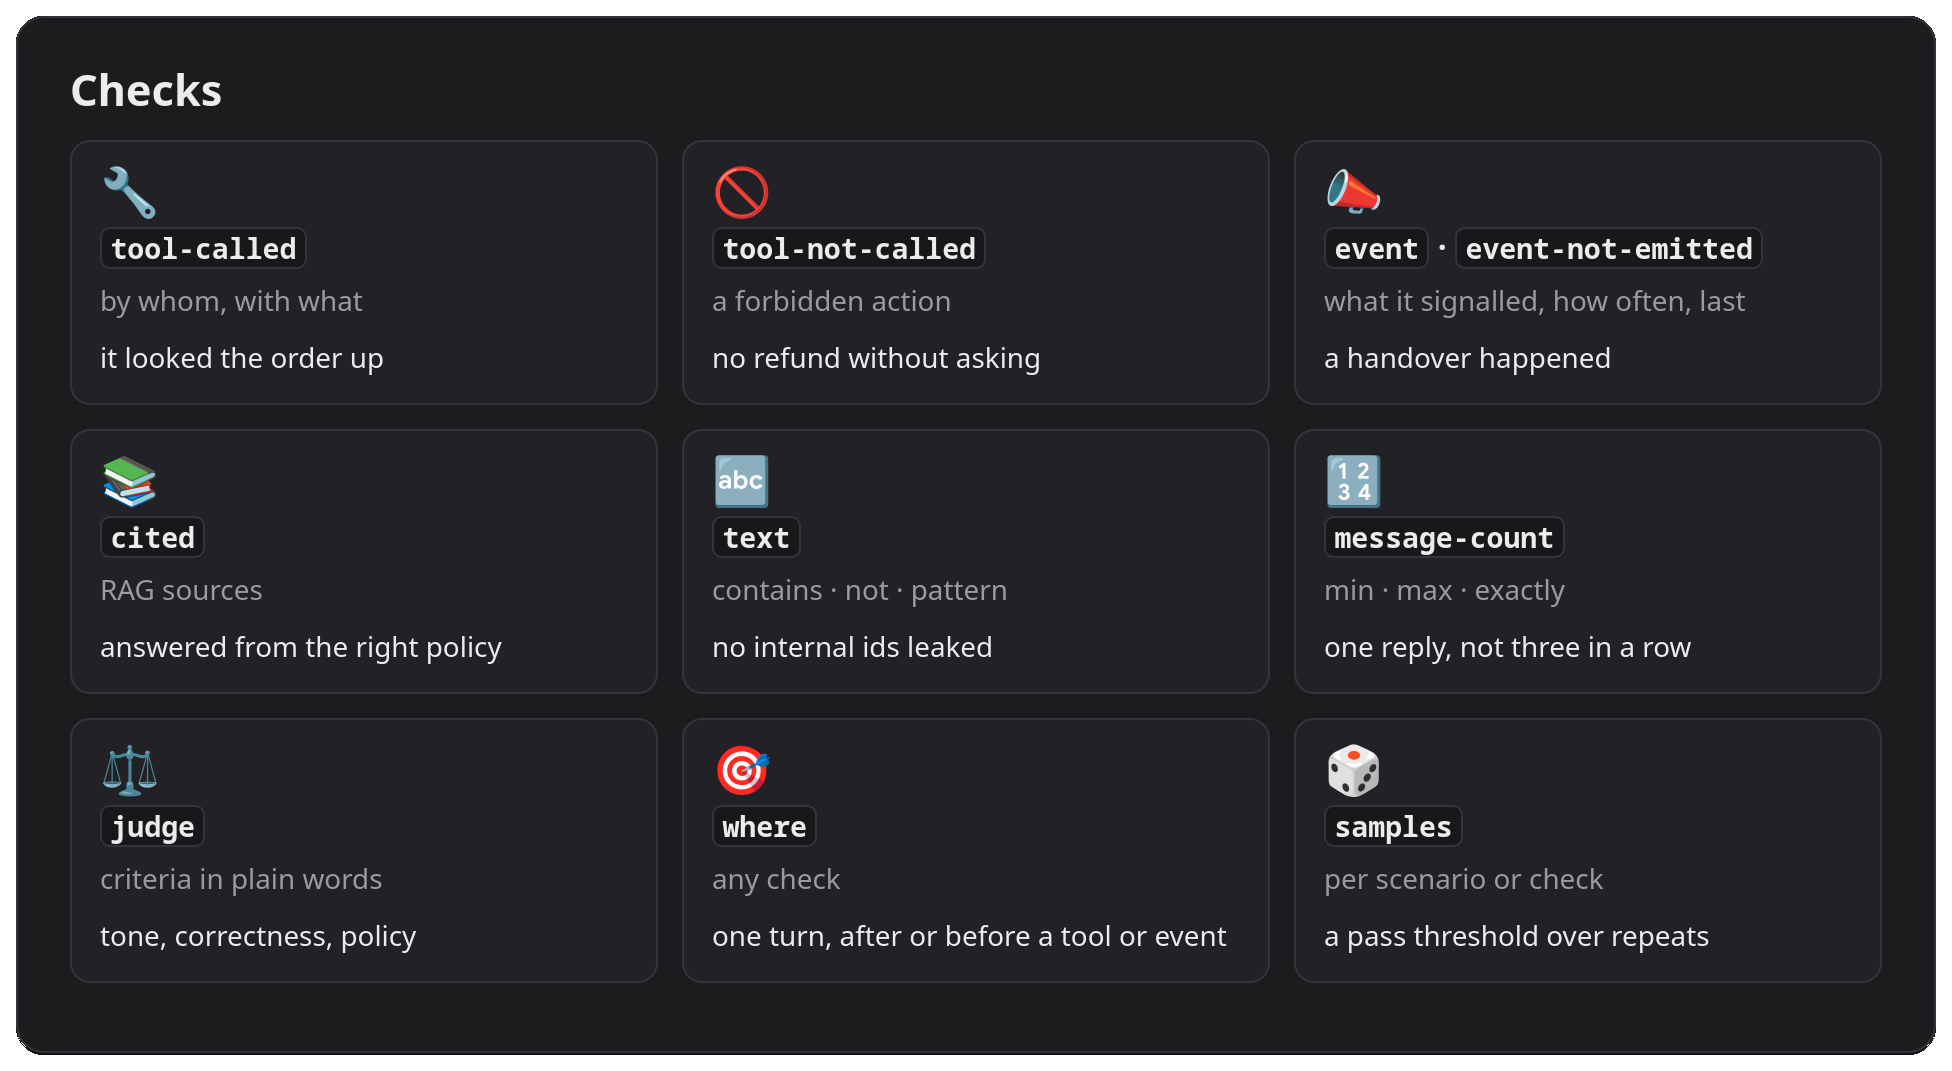 Checks
tool-called
by whom, with what
it looked the order up
tool-not-called
a forbidden action
no refund without asking
event · event-not-emitted
what it signalled, how often, last
a handover happened
cited
RAG sources
answered from the right policy
abc
text
contains · not · pattern
no internal ids leaked
1 2
3 4
message-count
min · max · exactly
one reply, not three in a row
judge
criteria in plain words
tone, correctness, policy
where
any check
one turn, after or before a tool or event
samples
per scenario or check
a pass threshold over repeats